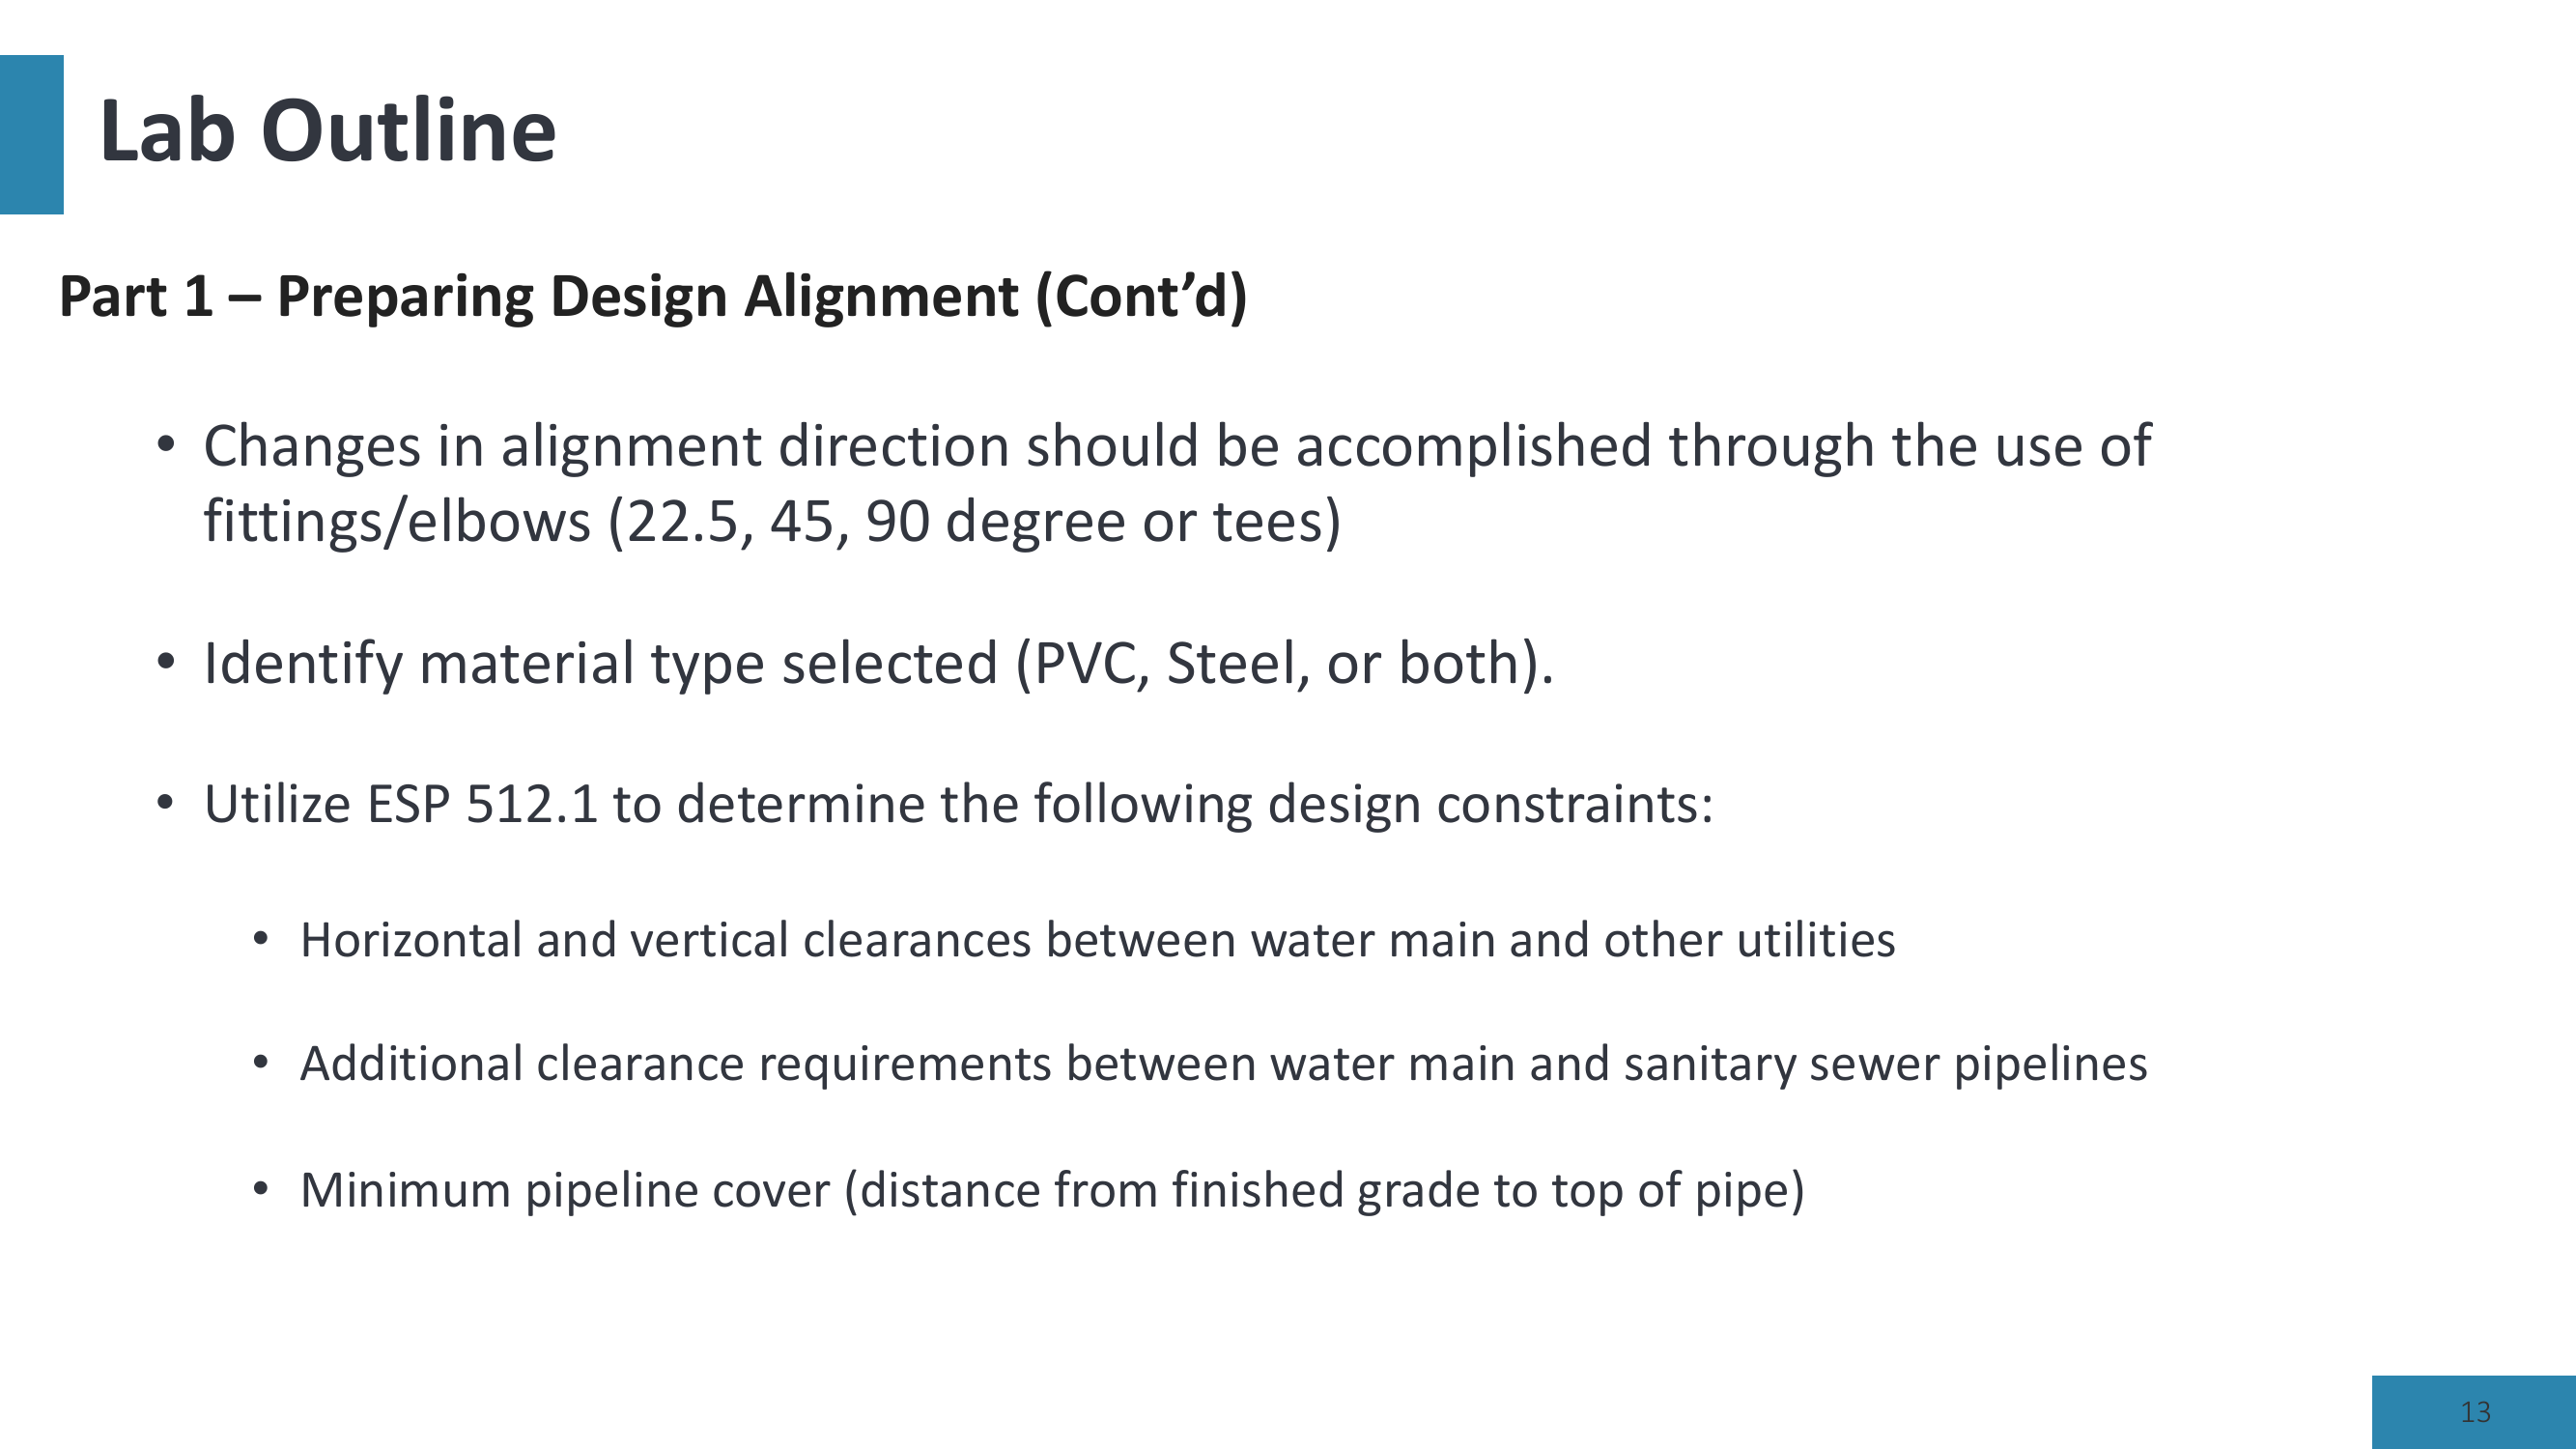 Lab Outline
Part 1 – Preparing Design Alignment (Cont’d)
• Changes in alignment direction should be accomplished through the use of
fittings/elbows (22.5, 45, 90 degree or tees)
• Identify material type selected (PVC, Steel, or both).
• Utilize ESP 512.1 to determine the following design constraints:
• Horizontal and vertical clearances between water main and other utilities
• Additional clearance requirements between water main and sanitary sewer pipelines
• Minimum pipeline cover (distance from finished grade to top of pipe)
13